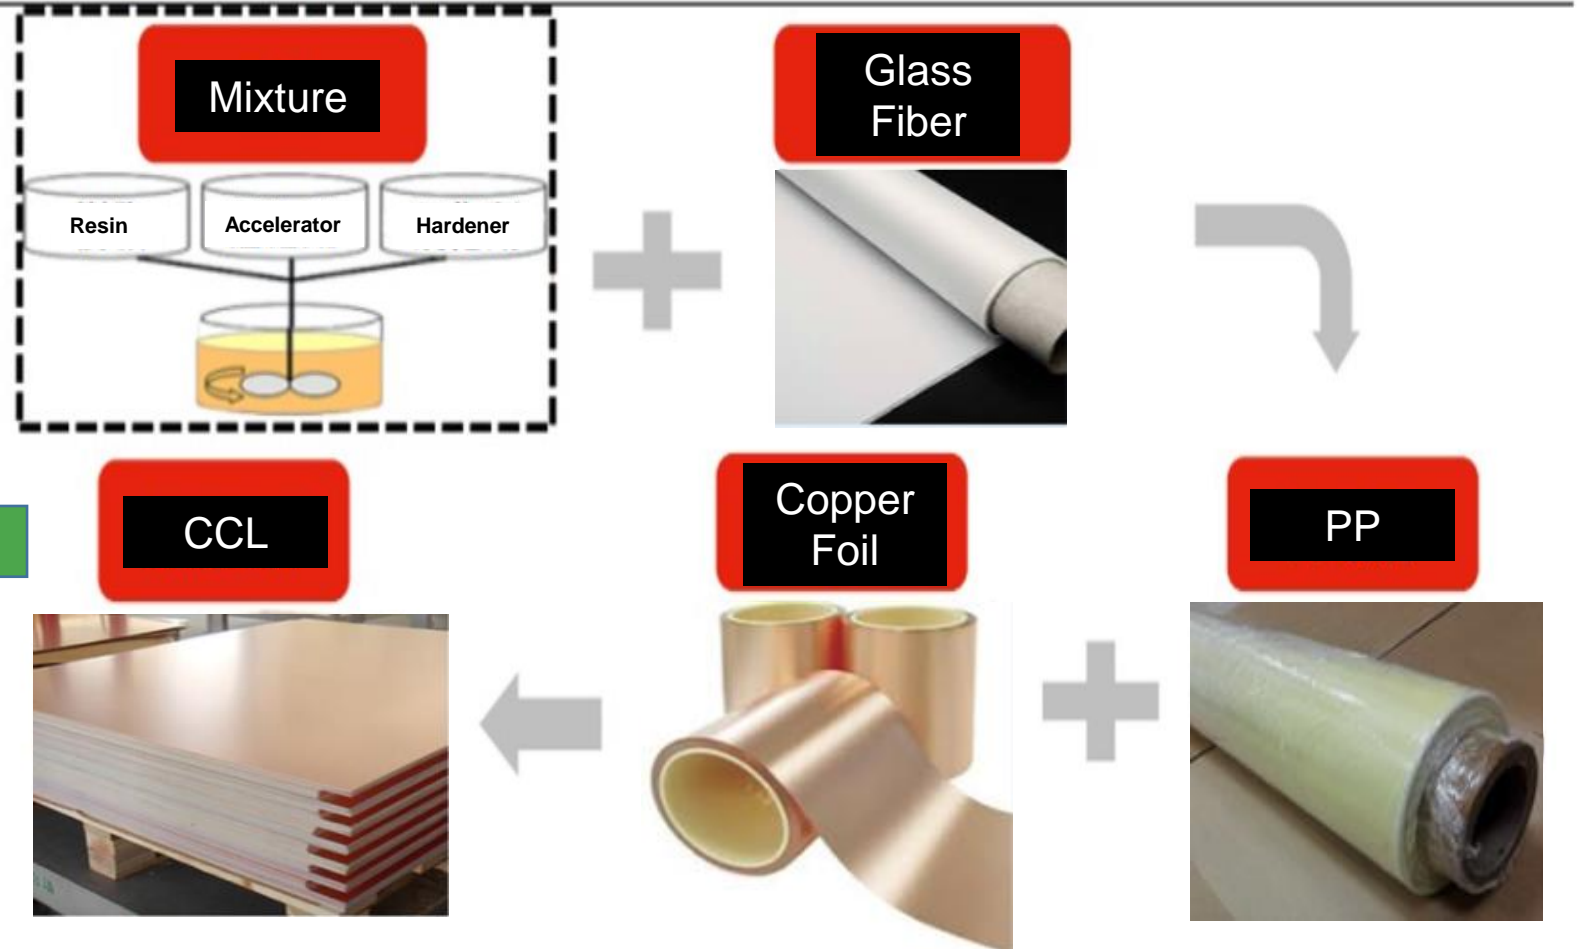 Mixture
Glass
Fiber
Resin
Accelerator
Hardener
CCL
Copper
Foil
PP